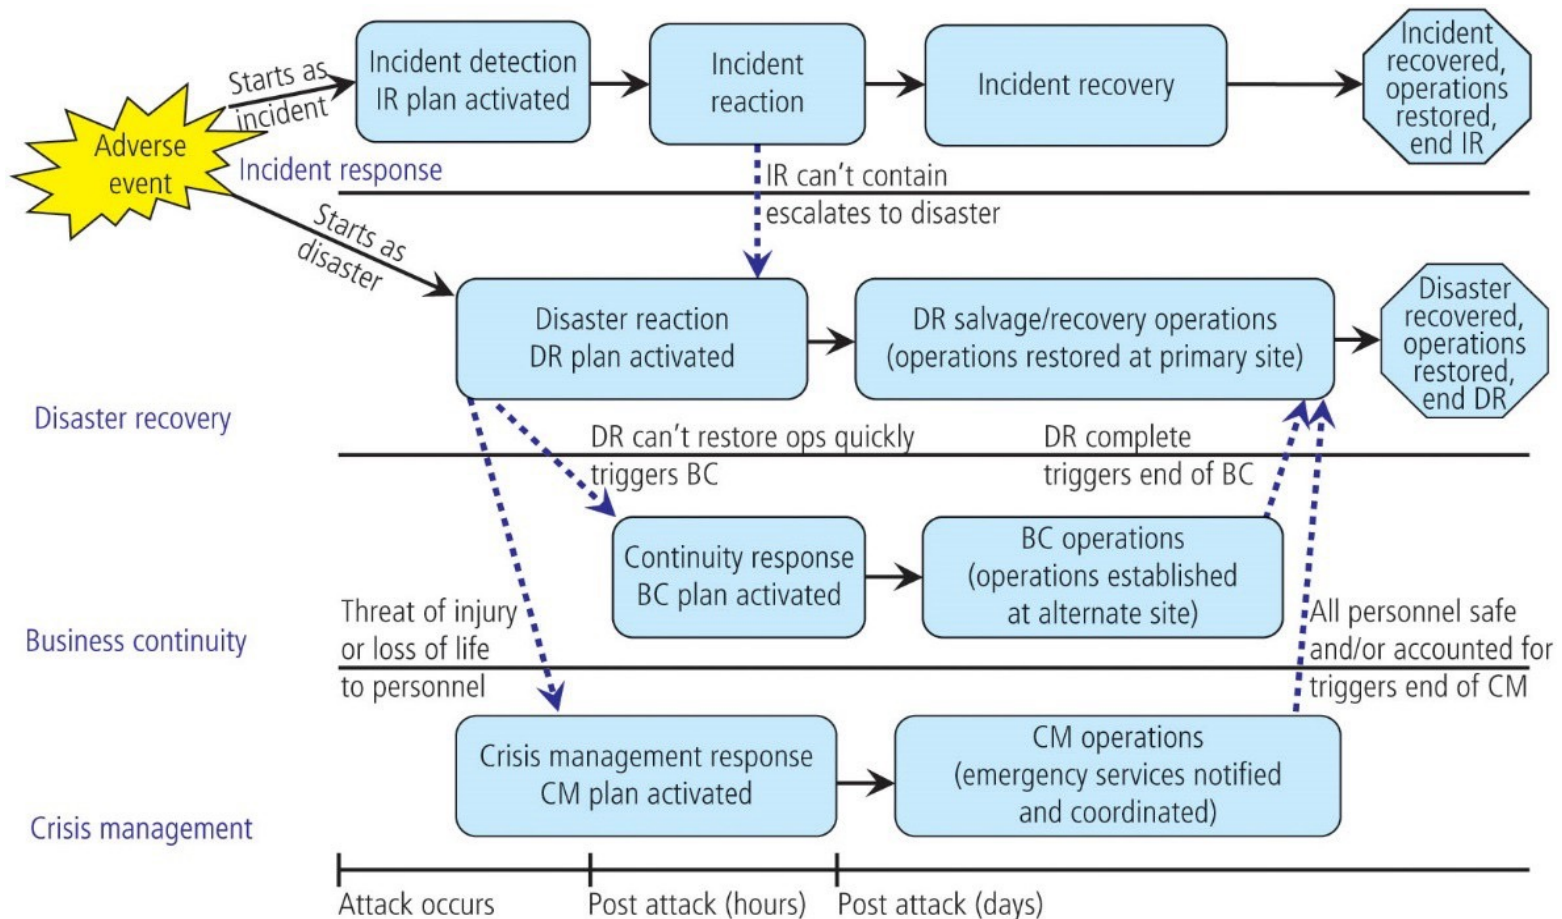 Adverse
event
Starts as
incident
Incident detection
IR plan activated
Incident
reaction
Incident recovery
Incident
recovered,
operations
restored,
end IR
Incident response
IR can't contain
escalates to disaster
Starts as
disaster
Disaster reaction
DR plan activated
DR salvage/recovery operations
(operations restored at primary site)
Disaster
recovered,
operations
restored,
end DR
Disaster recovery
DR can't restore ops quickly
triggers BC
DR complete
triggers end of BC
Continuity response
BC plan activated
BC operations
(operations established
at alternate site)
Business continuity
Threat of injury
or loss of life
to personnel
All personnel safe
and/or accounted for
triggers end of CM
Crisis management response
CM plan activated
CM operations
(emergency services notified
and coordinated)
Crisis management
Attack occurs
Post attack (hours)
Post attack (days)